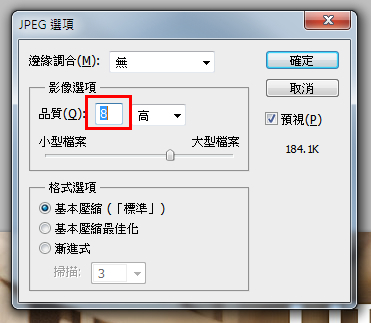 JPEG 選項
邊緣調合(M): 無
確定
取消
影像選項
品質(Q): 8 高
預視(P)
小型檔案 大型檔案
184.1K
格式選項
基本壓縮 (「標準」)
基本壓縮最佳化
漸進式
掃描: 3